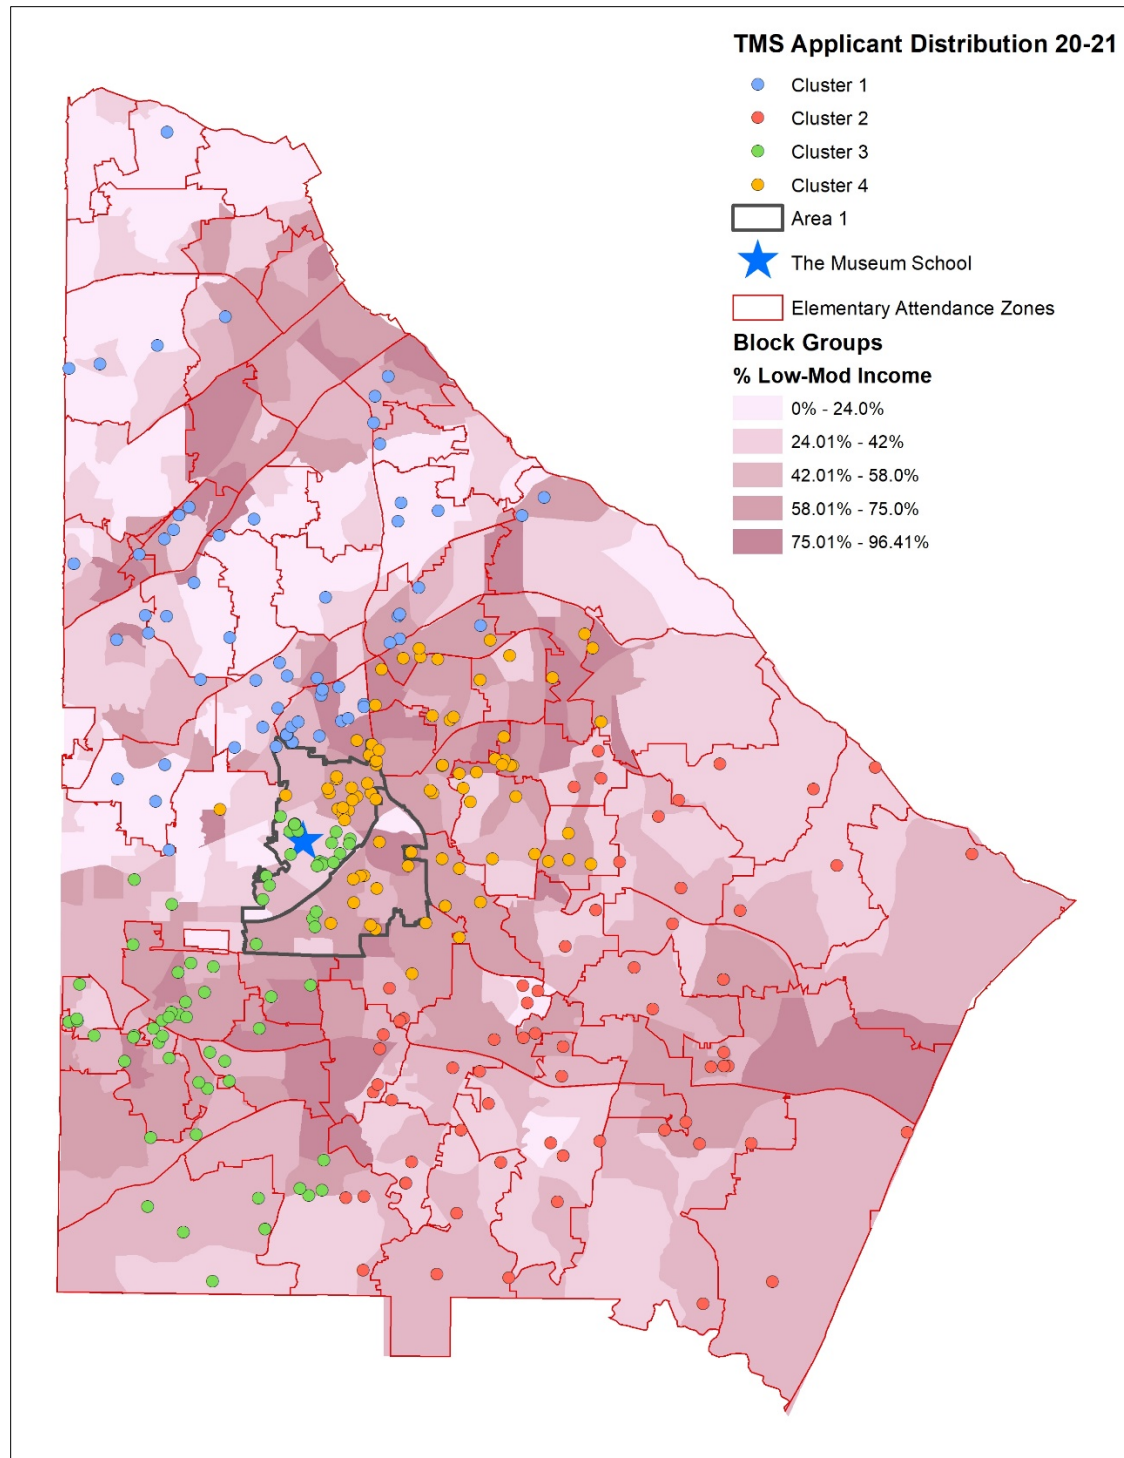 TMS Applicant Distribution 20-21
Cluster 1
Cluster 2
Cluster 3
Cluster 4
Area 1
The Museum School
Elementary Attendance Zones
Block Groups
% Low-Mod Income
0% - 24.0%
24.01% - 42%
42.01% - 58.0%
58.01% - 75.0%
75.01% - 96.41%